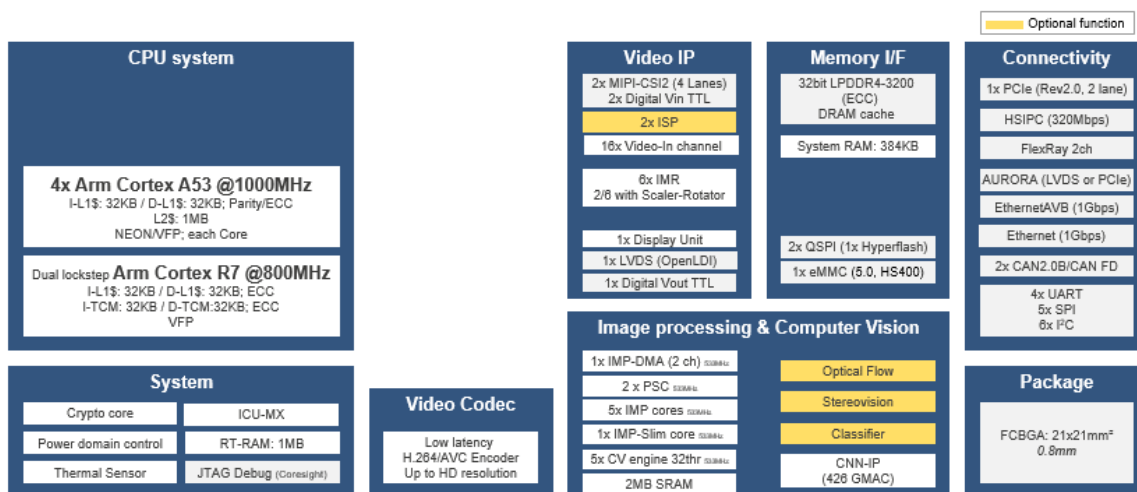 Optional function
CPU system
4x Arm Cortex A53 @1000MHz
I-L1$: 32KB / D-L1$: 32KB; Parity/ECC
L2$: 1MB
NEON/VFP; each Core
Dual lockstep Arm Cortex R7 @800MHz
I-L1$: 32KB / D-L1$: 32KB; ECC
I-TCM: 32KB / D-TCM:32KB; ECC
VFP
System
Crypto core
ICU-MX
Power domain control
RT-RAM: 1MB
Thermal Sensor
JTAG Debug (Coresight)
Video Codec
Low latency
H.264/AVC Encoder
Up to HD resolution
Video IP
2x MIPI-CSI2 (4 Lanes)
2x Digital Vin TTL
2x ISP
16x Video-In channel
6x IMR
2/6 with Scaler-Rotator
1x Display Unit
1x LVDS (OpenLDI)
1x Digital Vout TTL
Memory I/F
32bit LPDDR4-3200
(ECC)
DRAM cache
System RAM: 384KB
2x QSPI (1x Hyperflash)
1x eMMC (5.0, HS400)
Image processing & Computer Vision
1x IMP-DMA (2 ch) 533MHz
2 x PSC 533MHz
5x IMP cores 533MHz
1x IMP-Slim core 533MHz
5x CV engine 32thr 533MHz
2MB SRAM
Optical Flow
Stereovision
Classifier
CNN-IP
(426 GMAC)
Connectivity
1x PCIe (Rev2.0, 2 lane)
HSIPC (320Mbps)
FlexRay 2ch
AURORA (LVDS or PCIe)
EthernetAVB (1Gbps)
Ethernet (1Gbps)
2x CAN2.0B/CAN FD
4x UART
5x SPI
6x I²C
Package
FCBGA: 21x21mm²
0.8mm